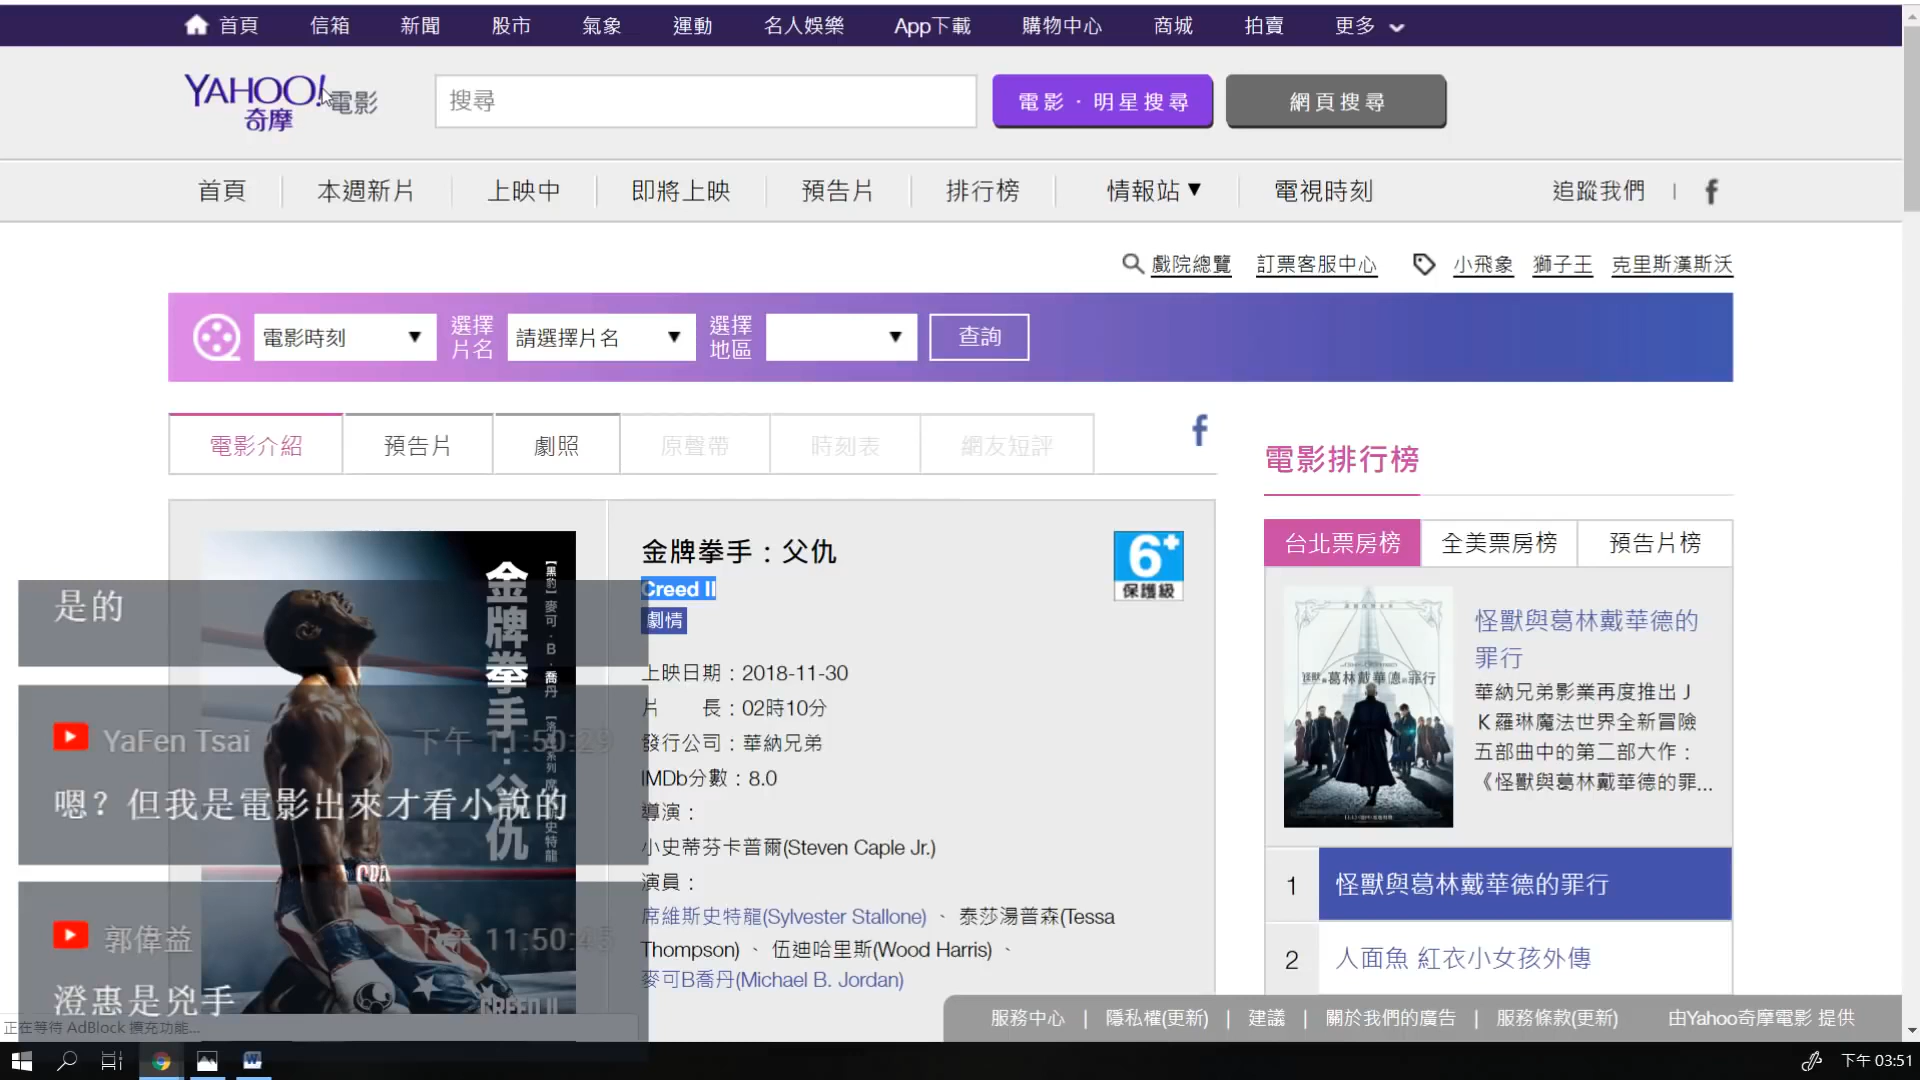 首頁 信箱 新聞 股市 氣象 運動 名人娛樂 App下載 購物中心 商城 拍賣 更多
YAHOO! 奇摩 電影
搜尋
電影・明星搜尋
網頁搜尋
首頁 本週新片 上映中 即將上映 預告片 排行榜 情報站▼ 電視時刻 追蹤我們
戲院總覽 訂票客服中心 小飛象 獅子王 克里斯漢斯沃
電影時刻 ▼ 選擇片名 請選擇片名 ▼ 選擇地區 ▼ 查詢
電影介紹 預告片 劇照 原聲帶 時刻表 網友短評
金牌拳手：父仇
Creed II
劇情
6+
保護級
上映日期：2018-11-30
片　　長：02時10分
發行公司：華納兄弟
IMDb分數：8.0
導演：
小史蒂芬卡普爾(Steven Caple Jr.)
演員：
席維斯史特龍(Sylvester Stallone) 、 泰莎湯普森(Tessa
Thompson) 、 伍迪哈里斯(Wood Harris) 、
麥可B喬丹(Michael B. Jordan)
金牌拳手：父仇
【黑豹】麥可．B．喬丹
CREED II
是的
YaFen Tsai 下午 11:50:29
嗯？但我是電影出來才看小說的
郭偉益 下午 11:50:45
澄惠是兇手
正在等待 AdBlock 擴充功能...
電影排行榜
台北票房榜 全美票房榜 預告片榜
怪獸與葛林戴華德的
罪行
華納兄弟影業再度推出Ｊ
Ｋ羅琳魔法世界全新冒險
五部曲中的第二部大作：
《怪獸與葛林戴華德的罪...
1 怪獸與葛林戴華德的罪行
2 人面魚 紅衣小女孩外傳
服務中心 | 隱私權(更新) | 建議 | 關於我們的廣告 | 服務條款(更新) 由Yahoo奇摩電影 提供
下午 03:51